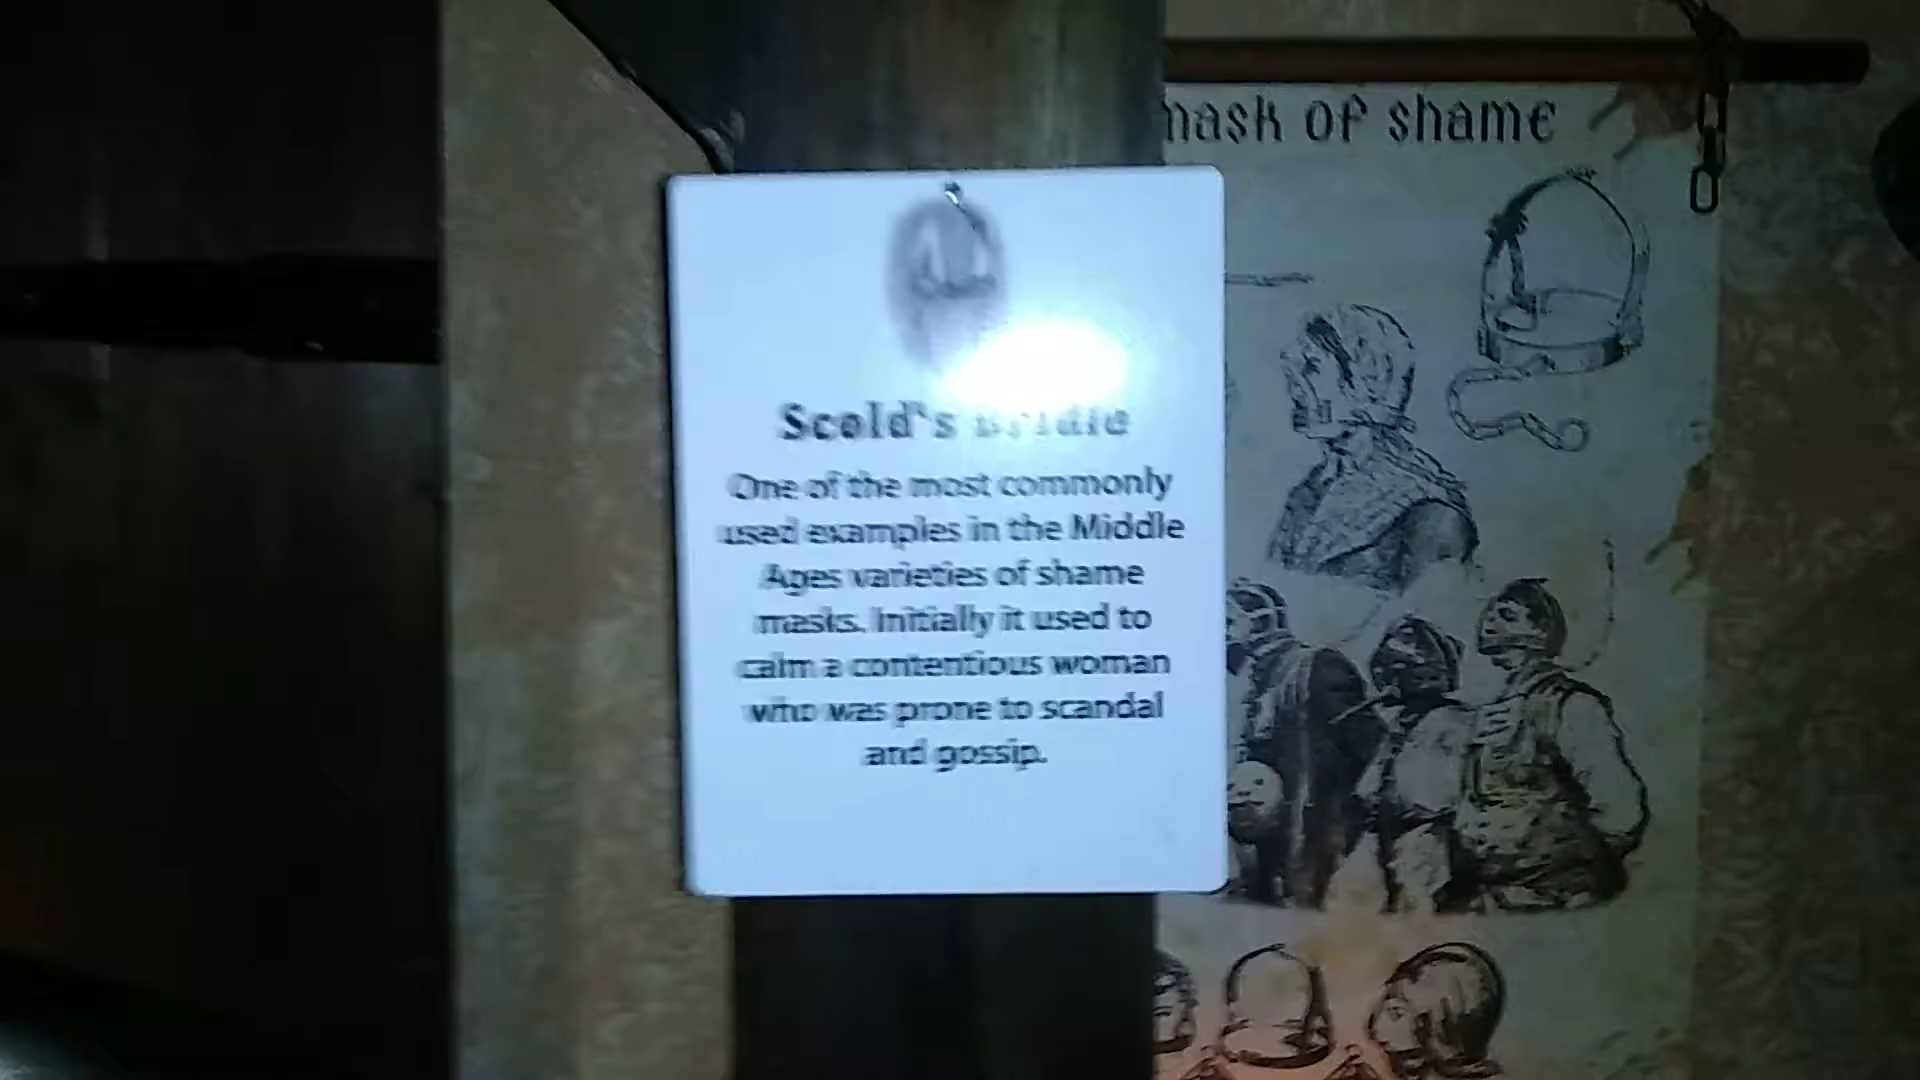 mask of shame
Scold's Bridle
One of the most commonly
used examples in the Middle
Ages varieties of shame
masks. Initially it used to
calm a contentious woman
who was prone to scandal
and gossip.